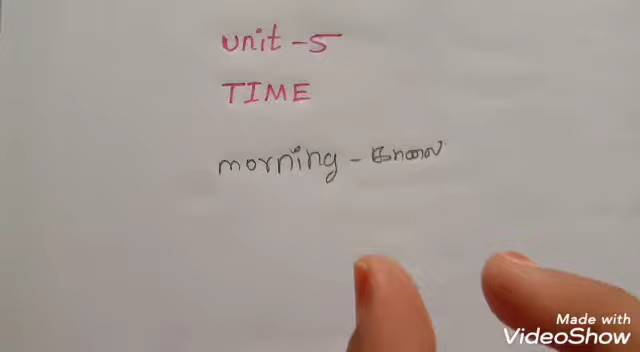 unit - 5
TIME
morning - காலை
Made with
VideoShow